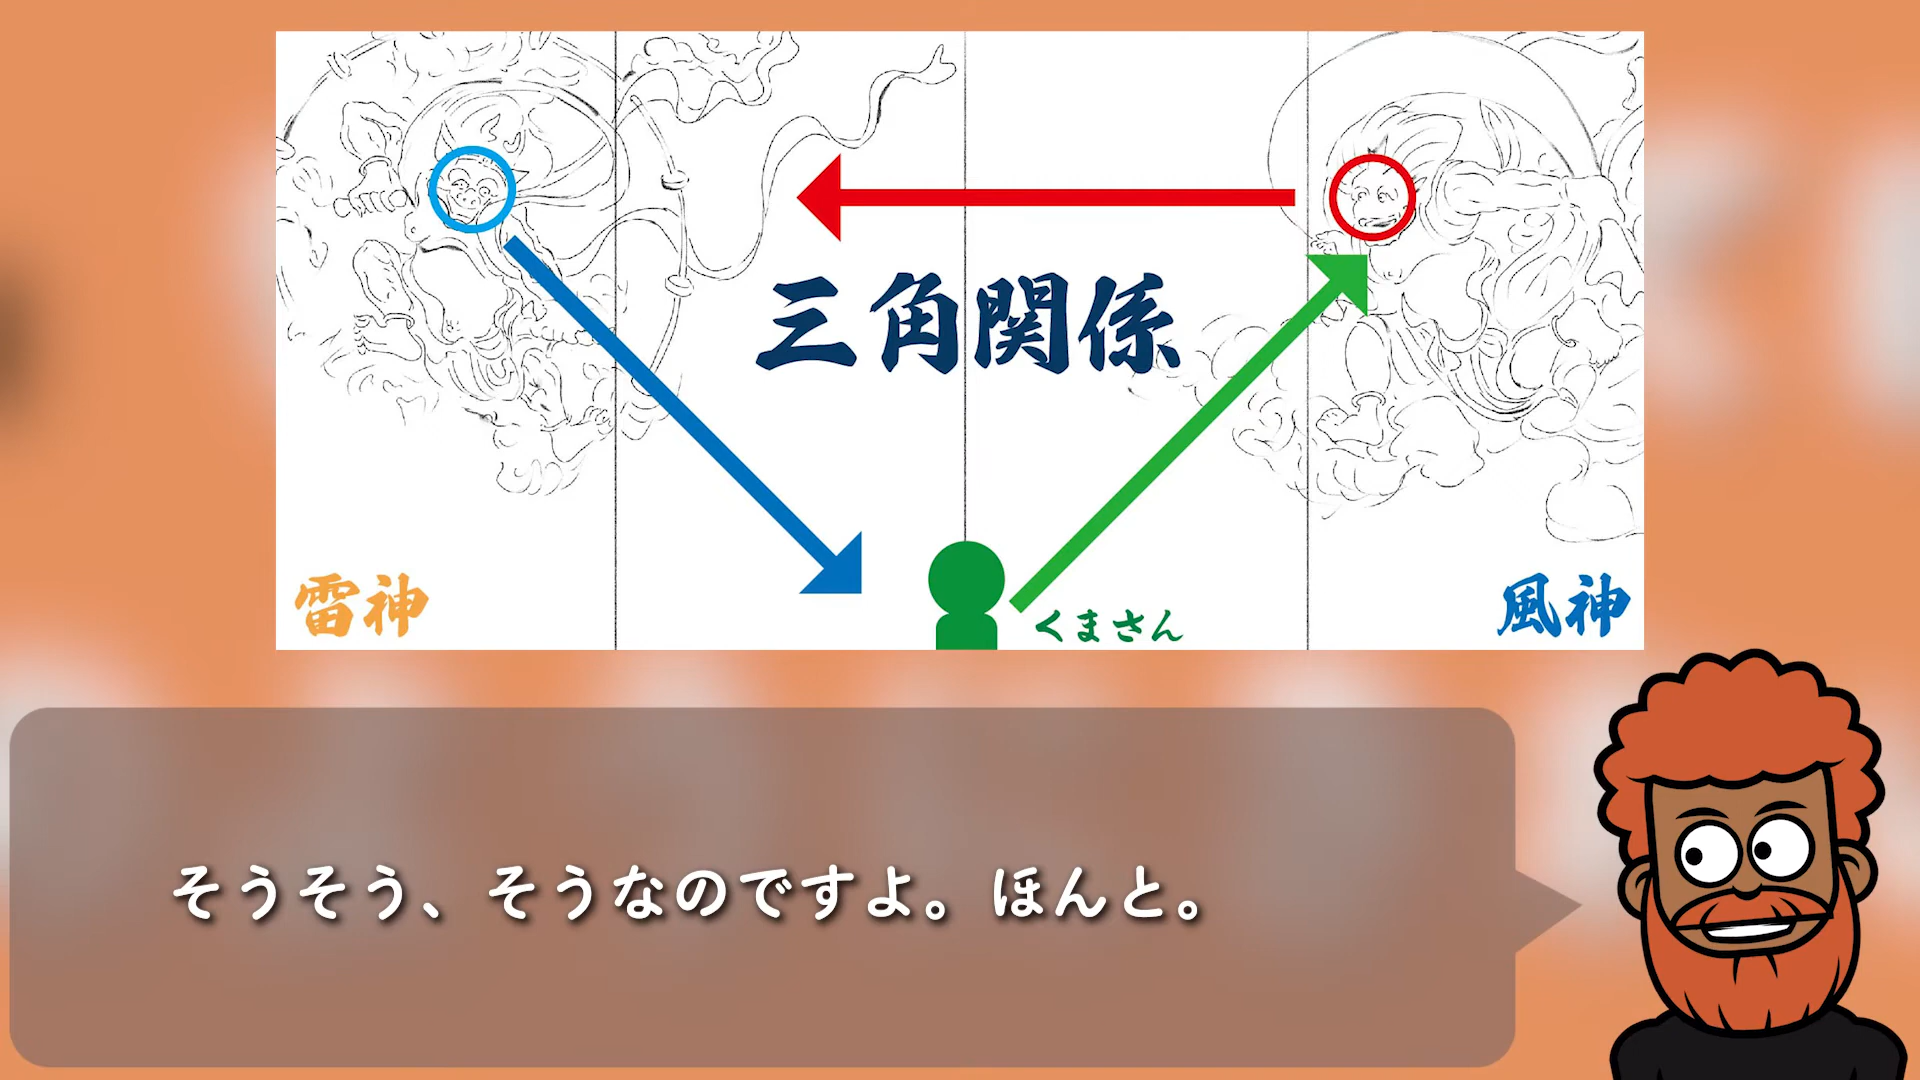 三角関係
雷神
くまさん
風神
そうそう、そうなのですよ。ほんと。